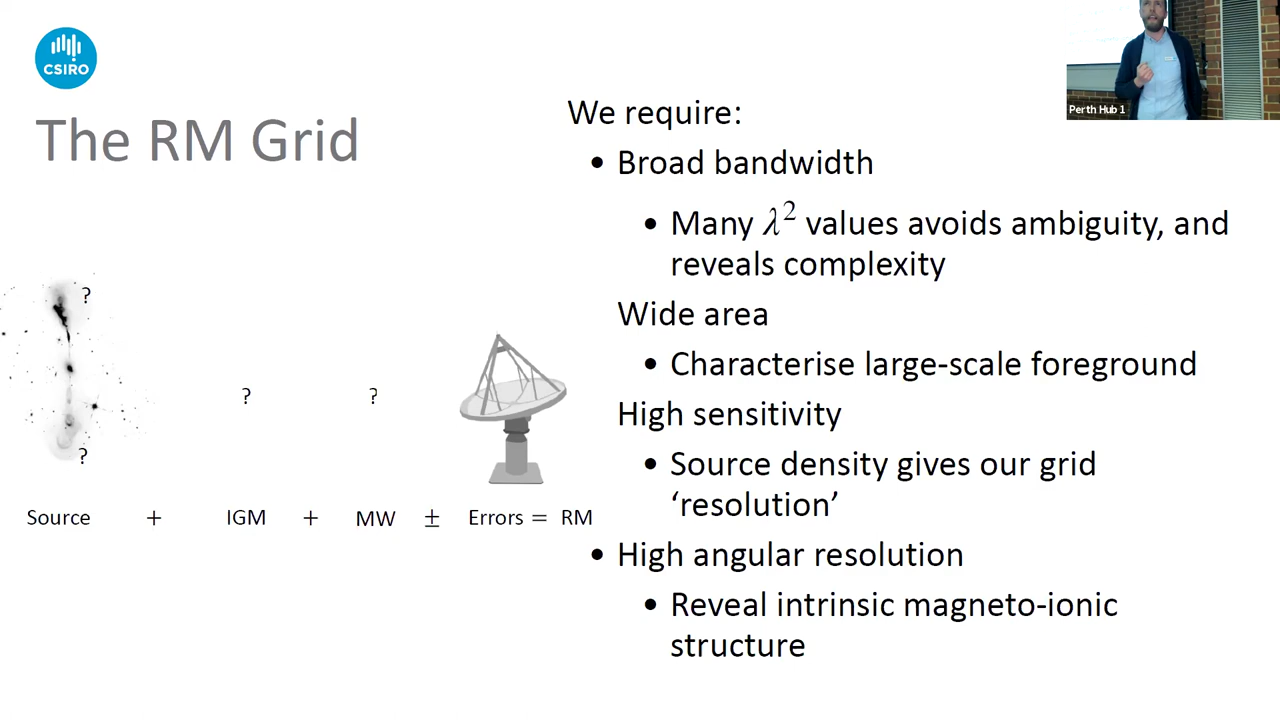 CSIRO
The RM Grid
We require:
• Broad bandwidth
• Many λ² values avoids ambiguity, and
reveals complexity
Wide area
• Characterise large-scale foreground
High sensitivity
• Source density gives our grid
‘resolution’
• High angular resolution
• Reveal intrinsic magneto-ionic
structure
?
? ?
?
Source + IGM + MW ± Errors = RM
Perth Hub 1